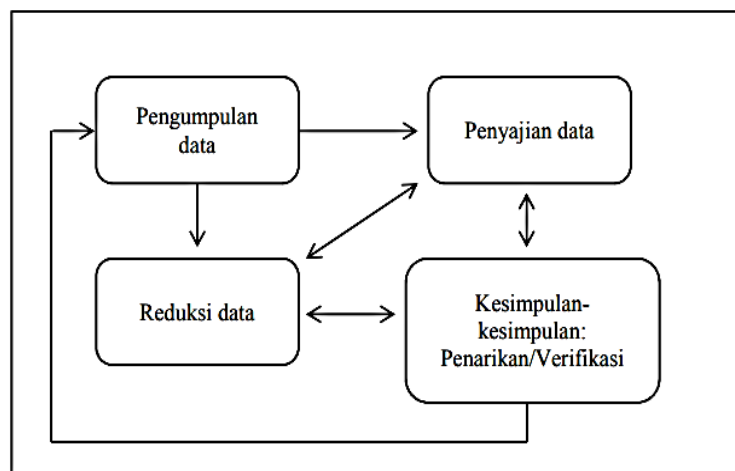 Pengumpulan
data
Penyajian data
Reduksi data
Kesimpulan-
kesimpulan:
Penarikan/Verifikasi